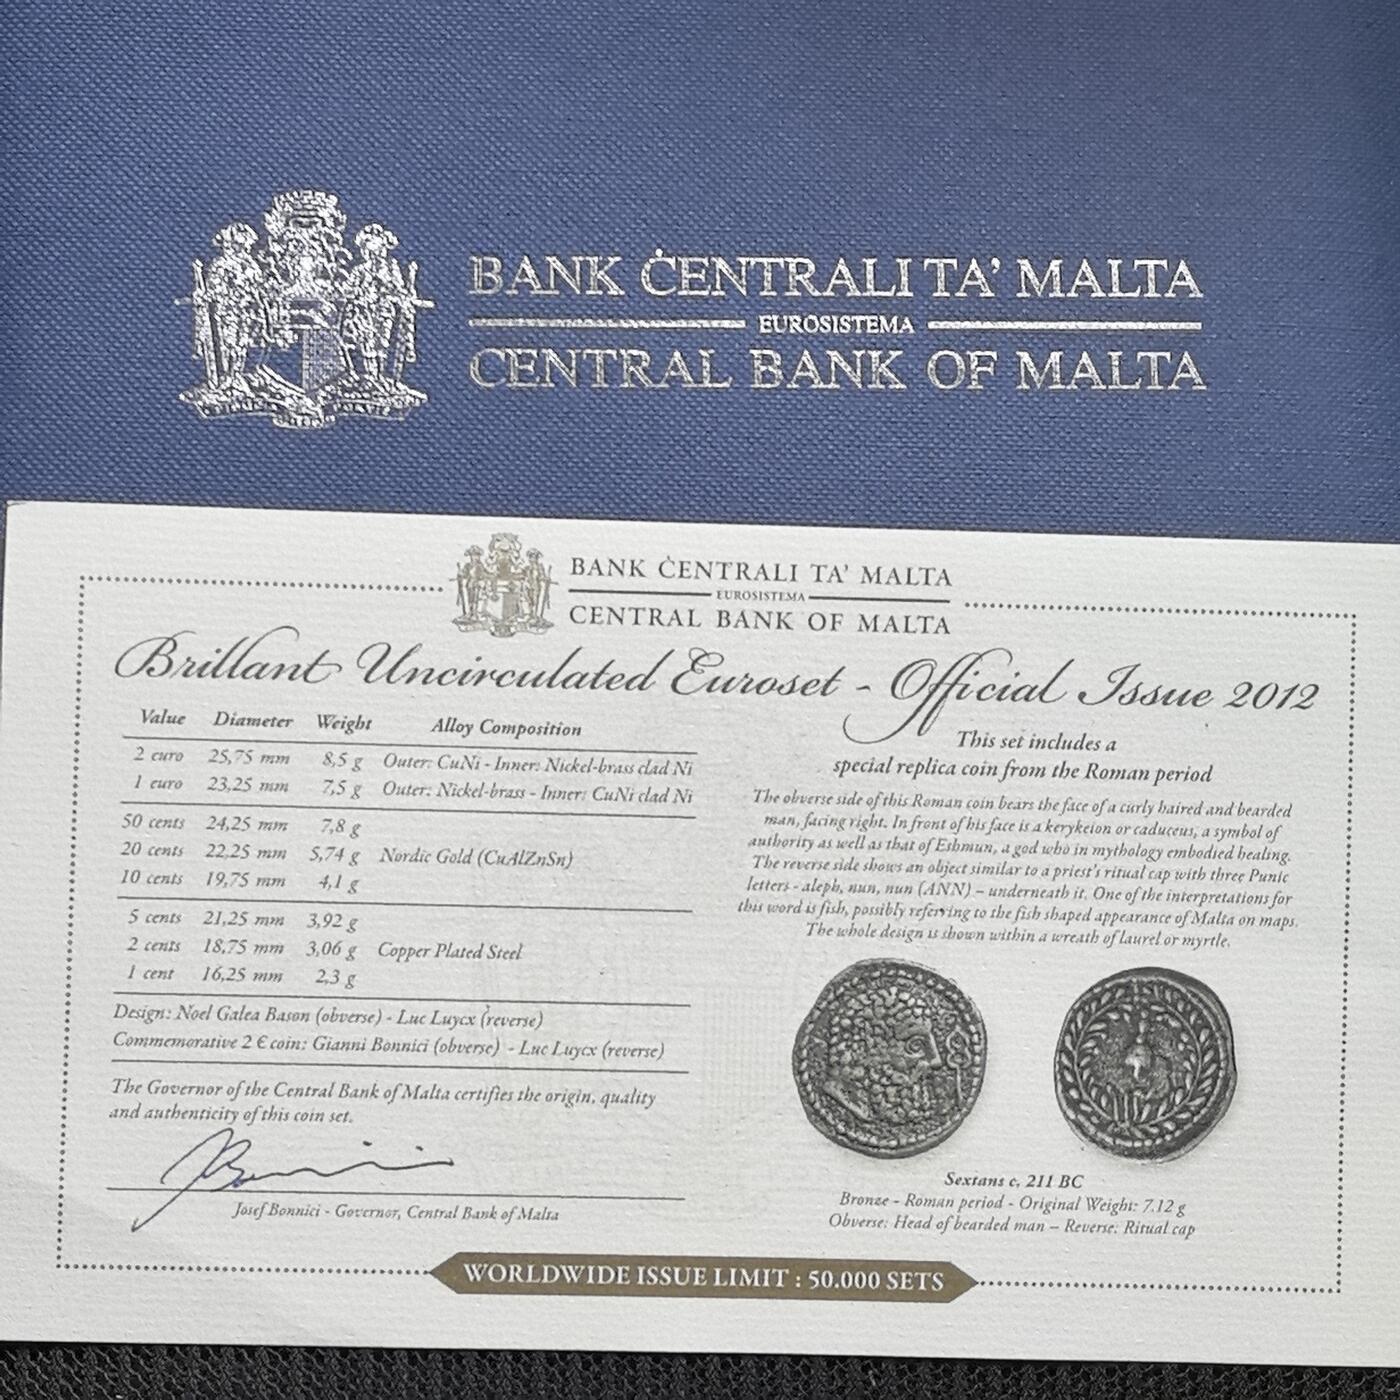 BANK ĊENTRALI TA' MALTA
EUROSISTEMA
CENTRAL BANK OF MALTA
BANK ĊENTRALI TA' MALTA
EUROSISTEMA
CENTRAL BANK OF MALTA
Brillant Uncirculated Euroset - Official Issue 2012
Value Diameter Weight Alloy Composition
2 euro 25,75 mm 8,5 g Outer: CuNi - Inner: Nickel-brass clad Ni
1 euro 23,25 mm 7,5 g Outer: Nickel-brass - Inner: CuNi clad Ni
50 cents 24,25 mm 7,8 g
20 cents 22,25 mm 5,74 g Nordic Gold (CuAlZnSn)
10 cents 19,75 mm 4,1 g
5 cents 21,25 mm 3,92 g
2 cents 18,75 mm 3,06 g Copper Plated Steel
1 cent 16,25 mm 2,3 g
Design: Noel Galea Bason (obverse) - Luc Luycx (reverse)
Commemorative 2 € coin: Gianni Bonnici (obverse) - Luc Luycx (reverse)
The Governor of the Central Bank of Malta certifies the origin, quality
and authenticity of this coin set.
Josef Bonnici - Governor, Central Bank of Malta
This set includes a
special replica coin from the Roman period
The obverse side of this Roman coin bears the face of a curly haired and bearded
man, facing right. In front of his face is a kerykeion or caduceus, a symbol of
authority as well as that of Eshmun, a god who in mythology embodied healing.
The reverse side shows an object similar to a priest's ritual cap with three Punic
letters - aleph, nun, nun (ANN) – underneath it. One of the interpretations for
this word is fish, possibly referring to the fish shaped appearance of Malta on maps.
The whole design is shown within a wreath of laurel or myrtle.
Sextans c. 211 BC
Bronze - Roman period - Original Weight: 7.12 g
Obverse: Head of bearded man – Reverse: Ritual cap
WORLDWIDE ISSUE LIMIT : 50.000 SETS